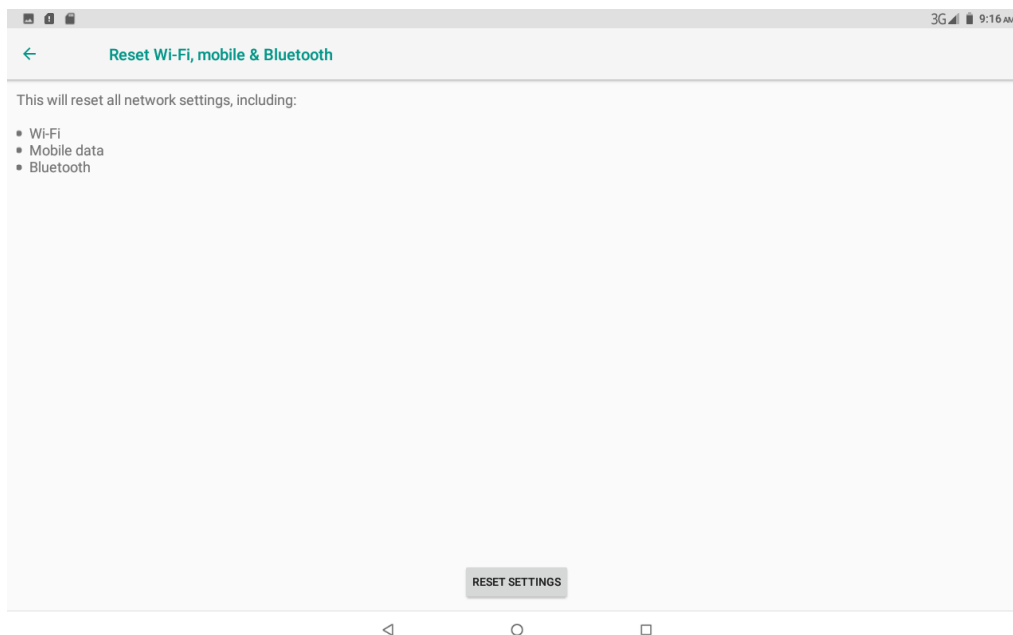 3G 9:16 AM
Reset Wi-Fi, mobile & Bluetooth
This will reset all network settings, including:
• Wi-Fi
• Mobile data
• Bluetooth
RESET SETTINGS